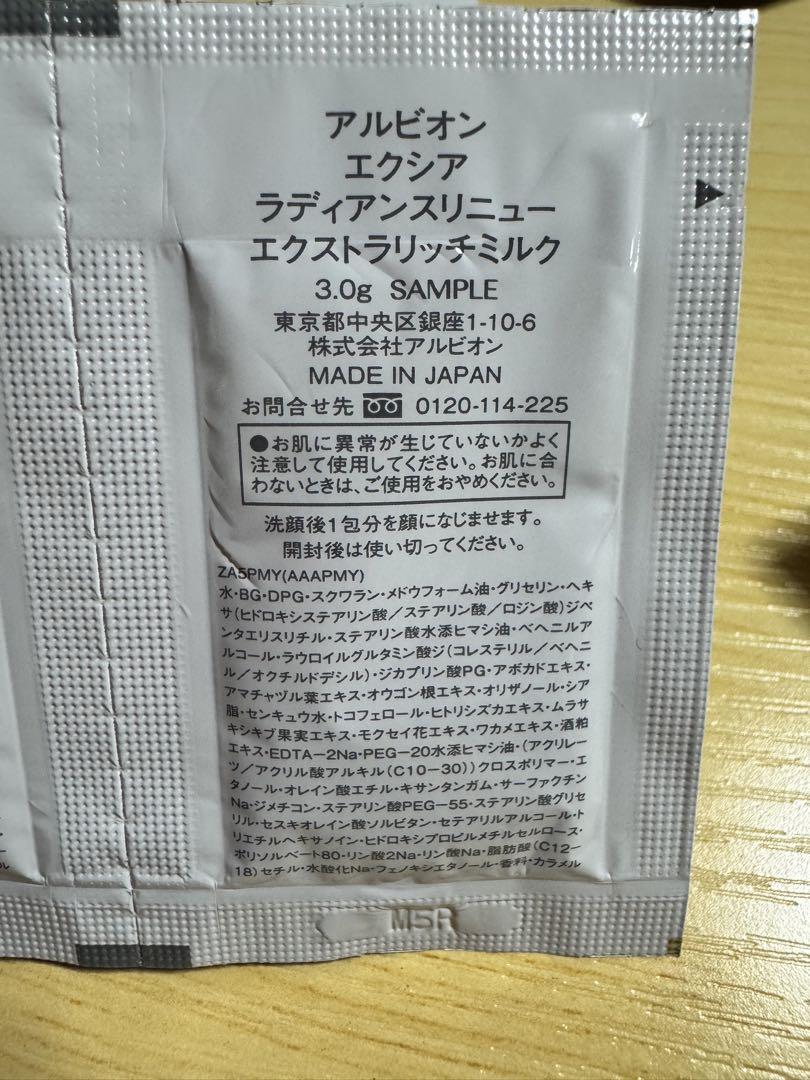 アルビオン
エクシア
ラディアンスリニュー
エクストラリッチミルク
3.0g SAMPLE
東京都中央区銀座1-10-6
株式会社アルビオン
MADE IN JAPAN
お問合せ先 0120-114-225
●お肌に異常が生じていないかよく
注意して使用してください。お肌に合
わないときは、ご使用をおやめください。
洗顔後1包分を顔になじませます。
開封後は使い切ってください。
ZA5PMY(AAAPMY)
水・BG・DPG・スクワラン・メドウフォーム油・グリセリン・ヘキ
サ(ヒドロキシステアリン酸/ステアリン酸/ロジン酸)ジペ
ンタエリスリチル・ステアリン酸水添ヒマシ油・ベヘニルア
ルコール・ラウロイルグルタミン酸ジ(コレステリル/ベヘニ
ル/オクチルドデシル)・ジカプリン酸PG・アボカドエキス・
アマチャヅル葉エキス・オウゴン根エキス・オリザノール・シア
脂・センキュウ水・トコフェロール・ヒトリシズカエキス・ムラサ
キシキブ果実エキス・モクセイ花エキス・ワカメエキス・酒粕
エキス・EDTA-2Na・PEG-20水添ヒマシ油・(アクリレー
ツ/アクリル酸アルキル(C10-30))クロスポリマー・エ
タノール・オレイン酸エチル・キサンタンガム・サーファクチン
Na・ジメチコン・ステアリン酸PEG-55・ステアリン酸グリセ
リル・セスキオレイン酸ソルビタン・セテアリルアルコール・ト
リエチルヘキサノイン・ヒドロキシプロピルメチルセルロース・
ポリソルベート80・リン酸2Na・リン酸Na・脂肪酸(C12-
18)セチル・水酸化Na・フェノキシエタノール・香料・カラメル
M5R